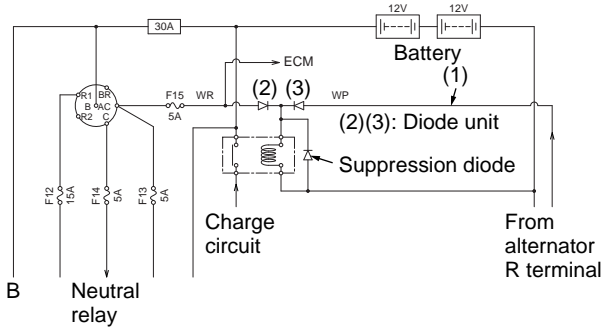 12V 12V
30A
Battery
ECM
(1)
R1 BR
B AC
R2 C
F15
5A
WR
(2) (3)
WP
(2)(3): Diode unit
Suppression diode
F12
15A
F14
5A
F13
5A
Charge
circuit
From
alternator
R terminal
B
Neutral
relay